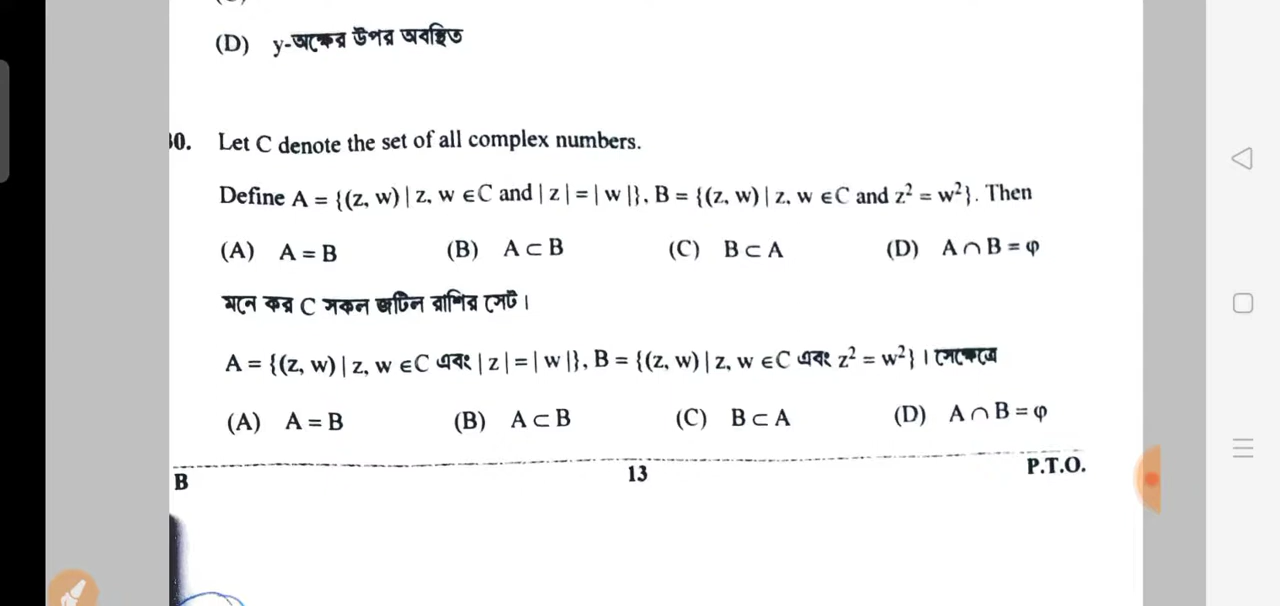 (D) y-অক্ষের উপর অবস্থিত
30. Let C denote the set of all complex numbers.
Define A = {(z, w) | z, w ∈C and | z | = | w |}, B = {(z, w) | z, w ∈C and z² = w²}. Then
(A) A = B (B) A ⊂ B (C) B ⊂ A (D) A ∩ B = φ
মনে কর C সকল জটিল রাশির সেট।
A = {(z, w) | z, w ∈C এবং | z | = | w |}, B = {(z, w) | z, w ∈C এবং z² = w²}। সেক্ষেত্রে
(A) A = B (B) A ⊂ B (C) B ⊂ A (D) A ∩ B = φ
B 13 P.T.O.